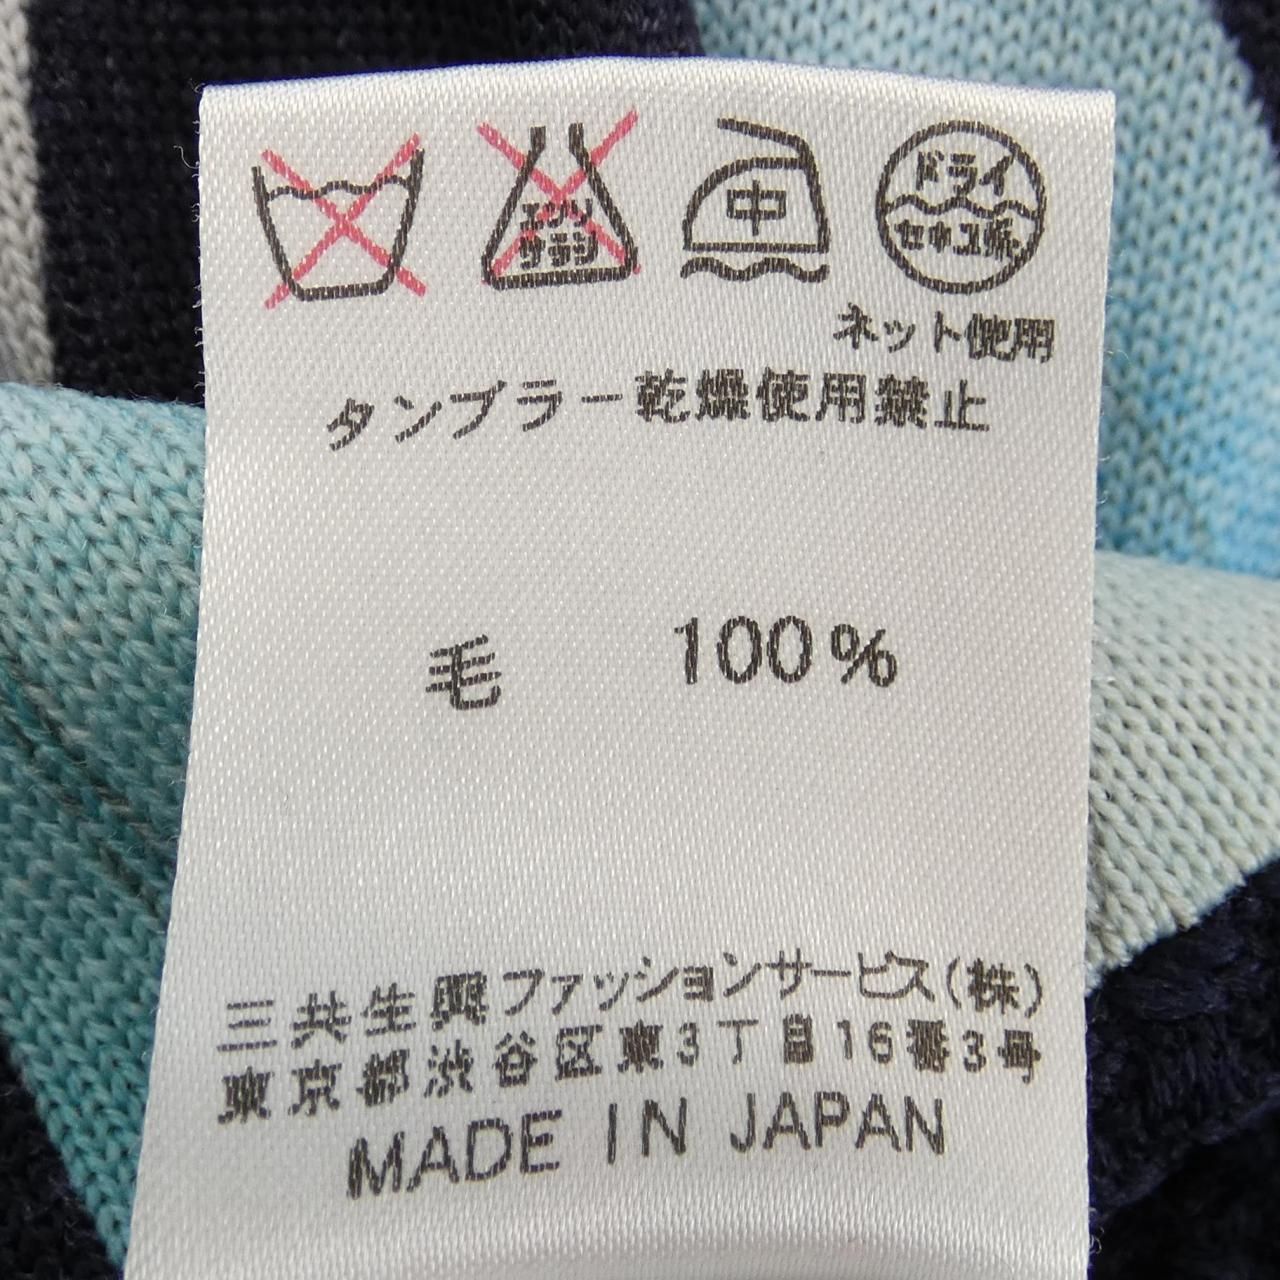 エンソ
サラシ
中
ドライ
セキユ系
ネット使用
タンブラー乾燥使用禁止
毛 100%
三共生興ファッションサービス(株)
東京都渋谷区東3丁目16番3号
MADE IN JAPAN